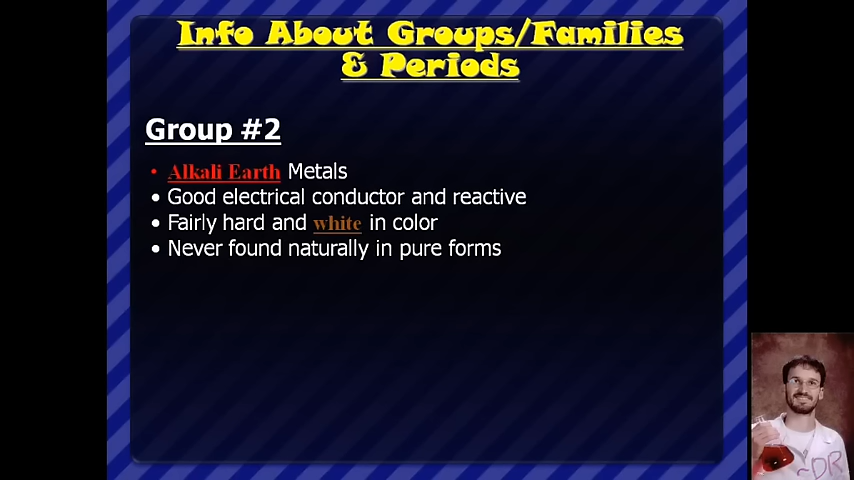 Info About Groups/Families
& Periods
Group #2
• Alkali Earth Metals
• Good electrical conductor and reactive
• Fairly hard and white in color
• Never found naturally in pure forms
~DR